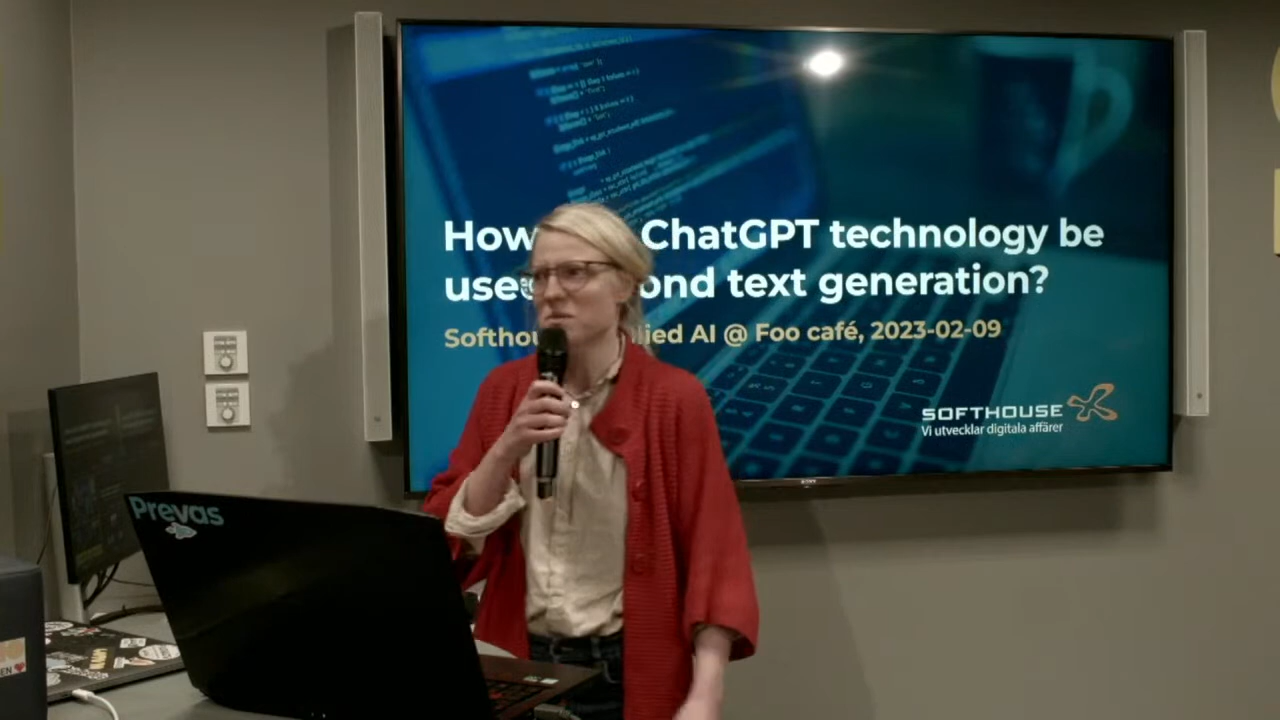 How ChatGPT technology be
use ond text generation?
Softhou lied AI @ Foo café, 2023-02-09
SOFTHOUSE
Vi utvecklar digitala affärer
Prevas
SONY